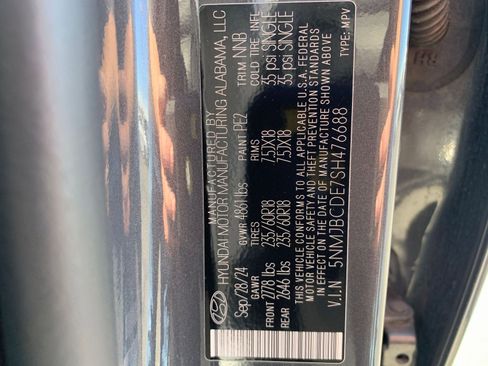 MANUFACTURED BY
HYUNDAI MOTOR MANUFACTURING ALABAMA, LLC
Sep/28/24 GVWR 4861 lbs PAINT PE2 TRIM NNB
GAWR TIRES RIMS COLD TIRE INFL
FRONT 2778 lbs 235/60R18 7.5JX18 35 psi SINGLE
REAR 2646 lbs 235/60R18 7.5JX18 35 psi SINGLE
THIS VEHICLE CONFORMS TO ALL APPLICABLE U.S.A. FEDERAL
MOTOR VEHICLE SAFETY AND THEFT PREVENTION STANDARDS
IN EFFECT ON THE DATE OF MANUFACTURE SHOWN ABOVE
V.I.N 5NMJBCDE7SH476688 TYPE: MPV